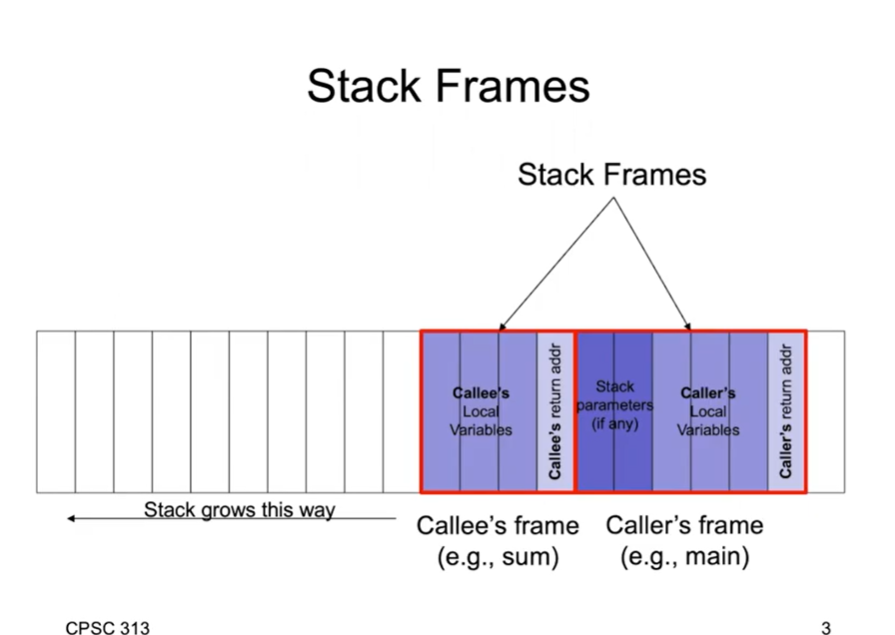 Stack Frames
Stack Frames
Callee's
Local
Variables
Callee's return addr
Stack
parameters
(if any)
Caller's
Local
Variables
Caller's return addr
Stack grows this way
Callee's frame
(e.g., sum)
Caller's frame
(e.g., main)
CPSC 313
3